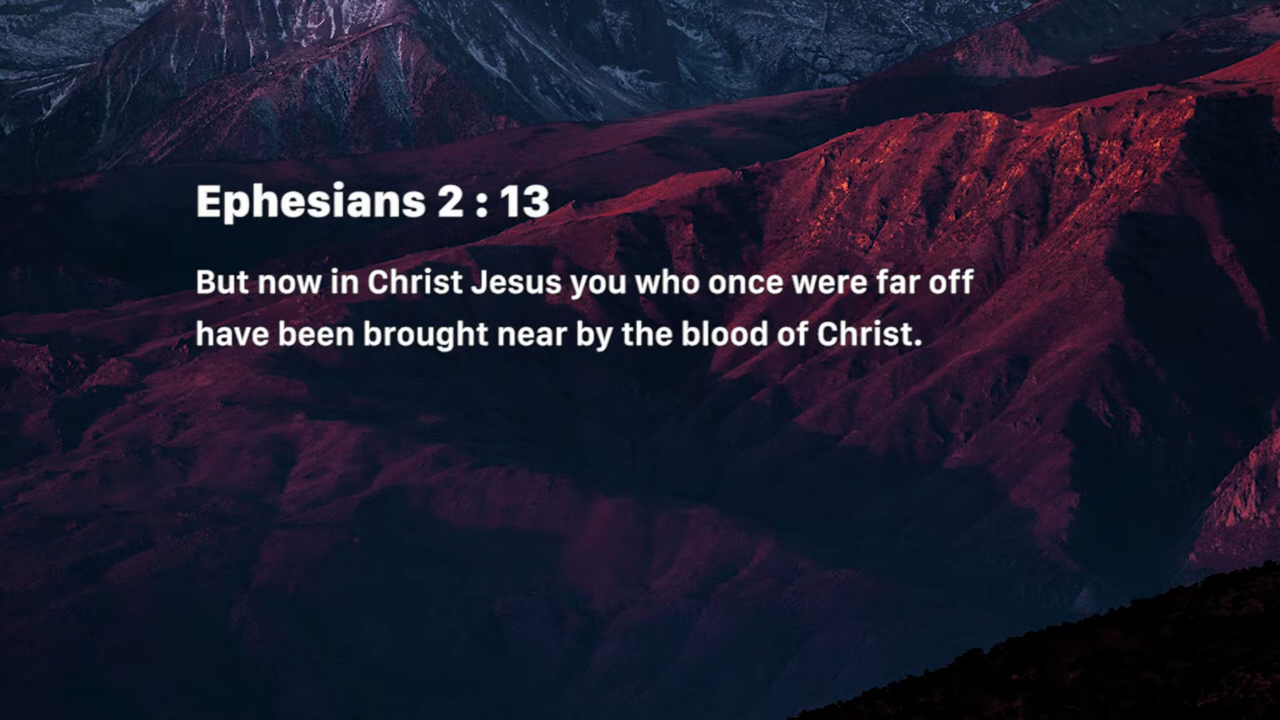 Ephesians 2 : 13
But now in Christ Jesus you who once were far off
have been brought near by the blood of Christ.